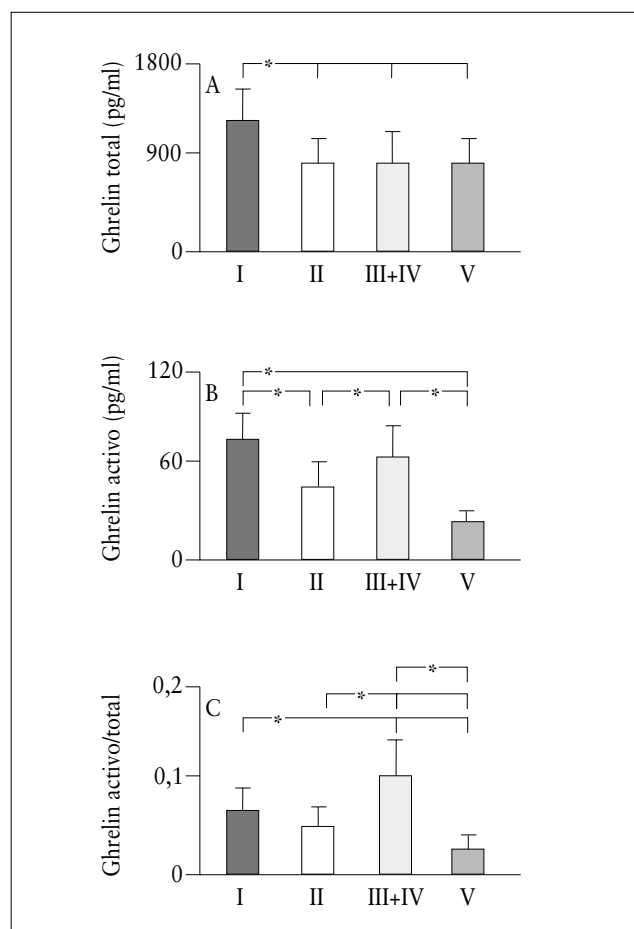 Ghrelin total (pg/ml)
1800
900
0
A
*
I II III+IV V
Ghrelin activo (pg/ml)
120
60
0
B
*
* * *
I II III+IV V
Ghrelin activo/total
0,2
0,1
0
C
*
*
*
I II III+IV V